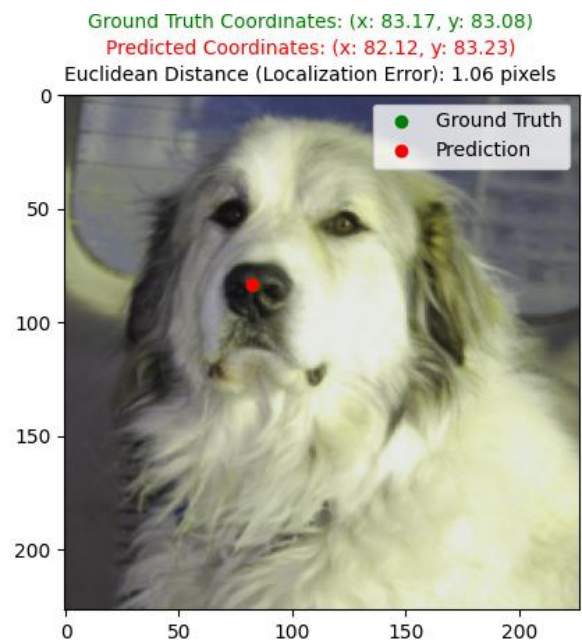 Ground Truth Coordinates: (x: 83.17, y: 83.08)
Predicted Coordinates: (x: 82.12, y: 83.23)
Euclidean Distance (Localization Error): 1.06 pixels
Ground Truth
Prediction
0
50
100
150
200
0 50 100 150 200